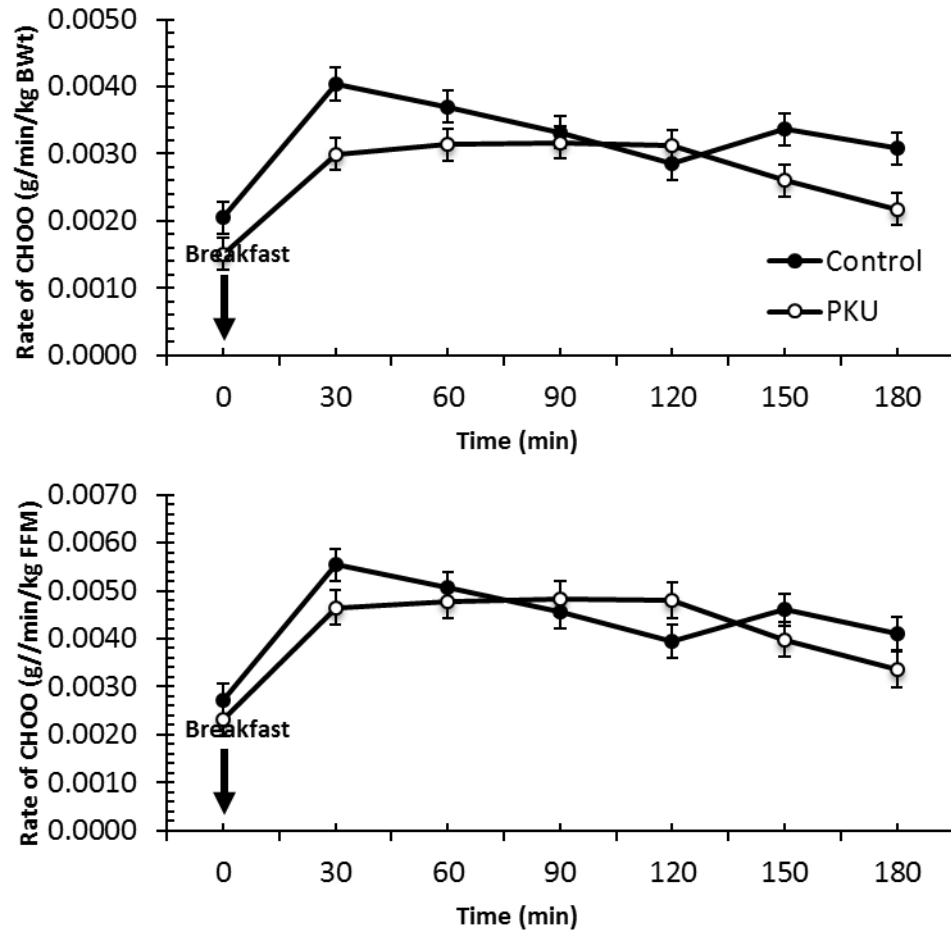 Rate of CHOO (g/min/kg BWt)
0.0050
0.0040
0.0030
0.0020
0.0010
0.0000
Breakfast
Control
PKU
0 30 60 90 120 150 180
Time (min)
Rate of CHOO (g//min/kg FFM)
0.0070
0.0060
0.0050
0.0040
0.0030
0.0020
0.0010
0.0000
Breakfast
0 30 60 90 120 150 180
Time (min)